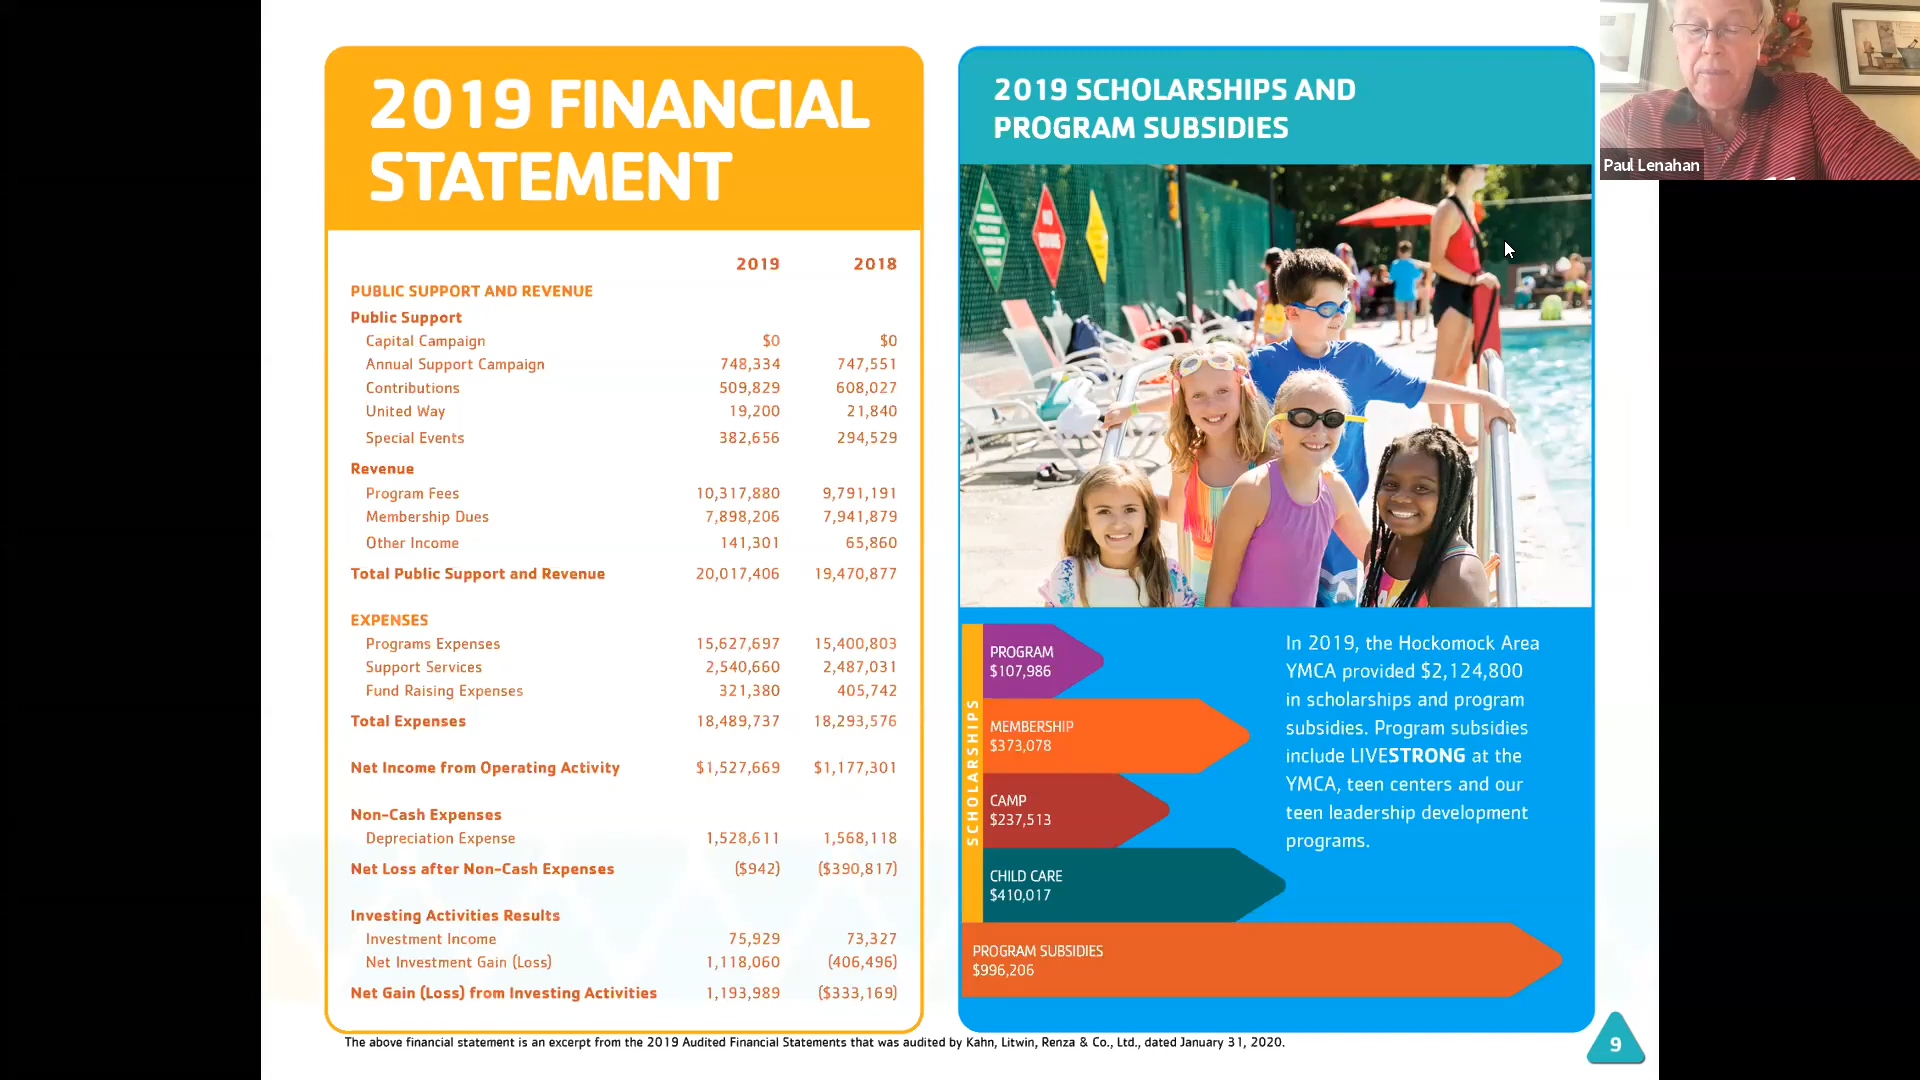 2019 FINANCIAL
STATEMENT
2019 2018
PUBLIC SUPPORT AND REVENUE
Public Support
Capital Campaign $0 $0
Annual Support Campaign 748,334 747,551
Contributions 509,829 608,027
United Way 19,200 21,840
Special Events 382,656 294,529
Revenue
Program Fees 10,317,880 9,791,191
Membership Dues 7,898,206 7,941,879
Other Income 141,301 65,860
Total Public Support and Revenue 20,017,406 19,470,877
EXPENSES
Programs Expenses 15,627,697 15,400,803
Support Services 2,540,660 2,487,031
Fund Raising Expenses 321,380 405,742
Total Expenses 18,489,737 18,293,576
Net Income from Operating Activity $1,527,669 $1,177,301
Non-Cash Expenses
Depreciation Expense 1,528,611 1,568,118
Net Loss after Non-Cash Expenses ($942) ($390,817)
Investing Activities Results
Investment Income 75,929 73,327
Net Investment Gain (Loss) 1,118,060 (406,496)
Net Gain (Loss) from Investing Activities 1,193,989 ($333,169)
The above financial statement is an excerpt from the 2019 Audited Financial Statements that was audited by Kahn, Litwin, Renza & Co., Ltd., dated January 31, 2020.
2019 SCHOLARSHIPS AND
PROGRAM SUBSIDIES
NO
SCHOLARSHIPS
PROGRAM
$107,986
MEMBERSHIP
$373,078
CAMP
$237,513
CHILD CARE
$410,017
PROGRAM SUBSIDIES
$996,206
In 2019, the Hockomock Area
YMCA provided $2,124,800
in scholarships and program
subsidies. Program subsidies
include LIVESTRONG at the
YMCA, teen centers and our
teen leadership development
programs.
9
Paul Lenahan